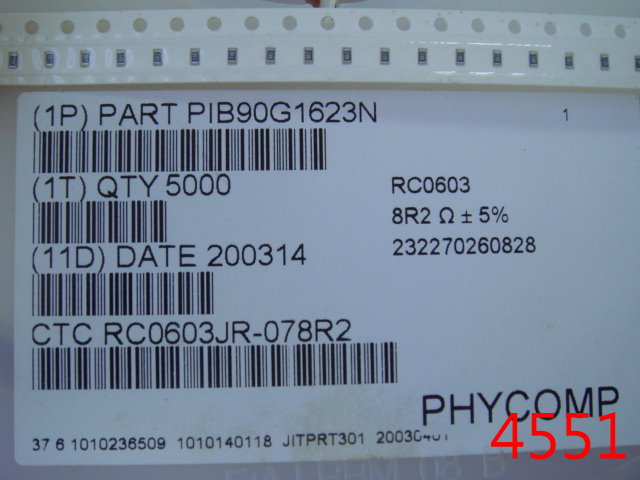 (1P) PART PIB90G1623N
1
(1T) QTY 5000
RC0603
8R2 Ω ± 5%
(11D) DATE 200314
232270260828
CTC RC0603JR-078R2
PHYCOMP
37 6 1010236509 1010140118 JITPRT301 20030401
4551